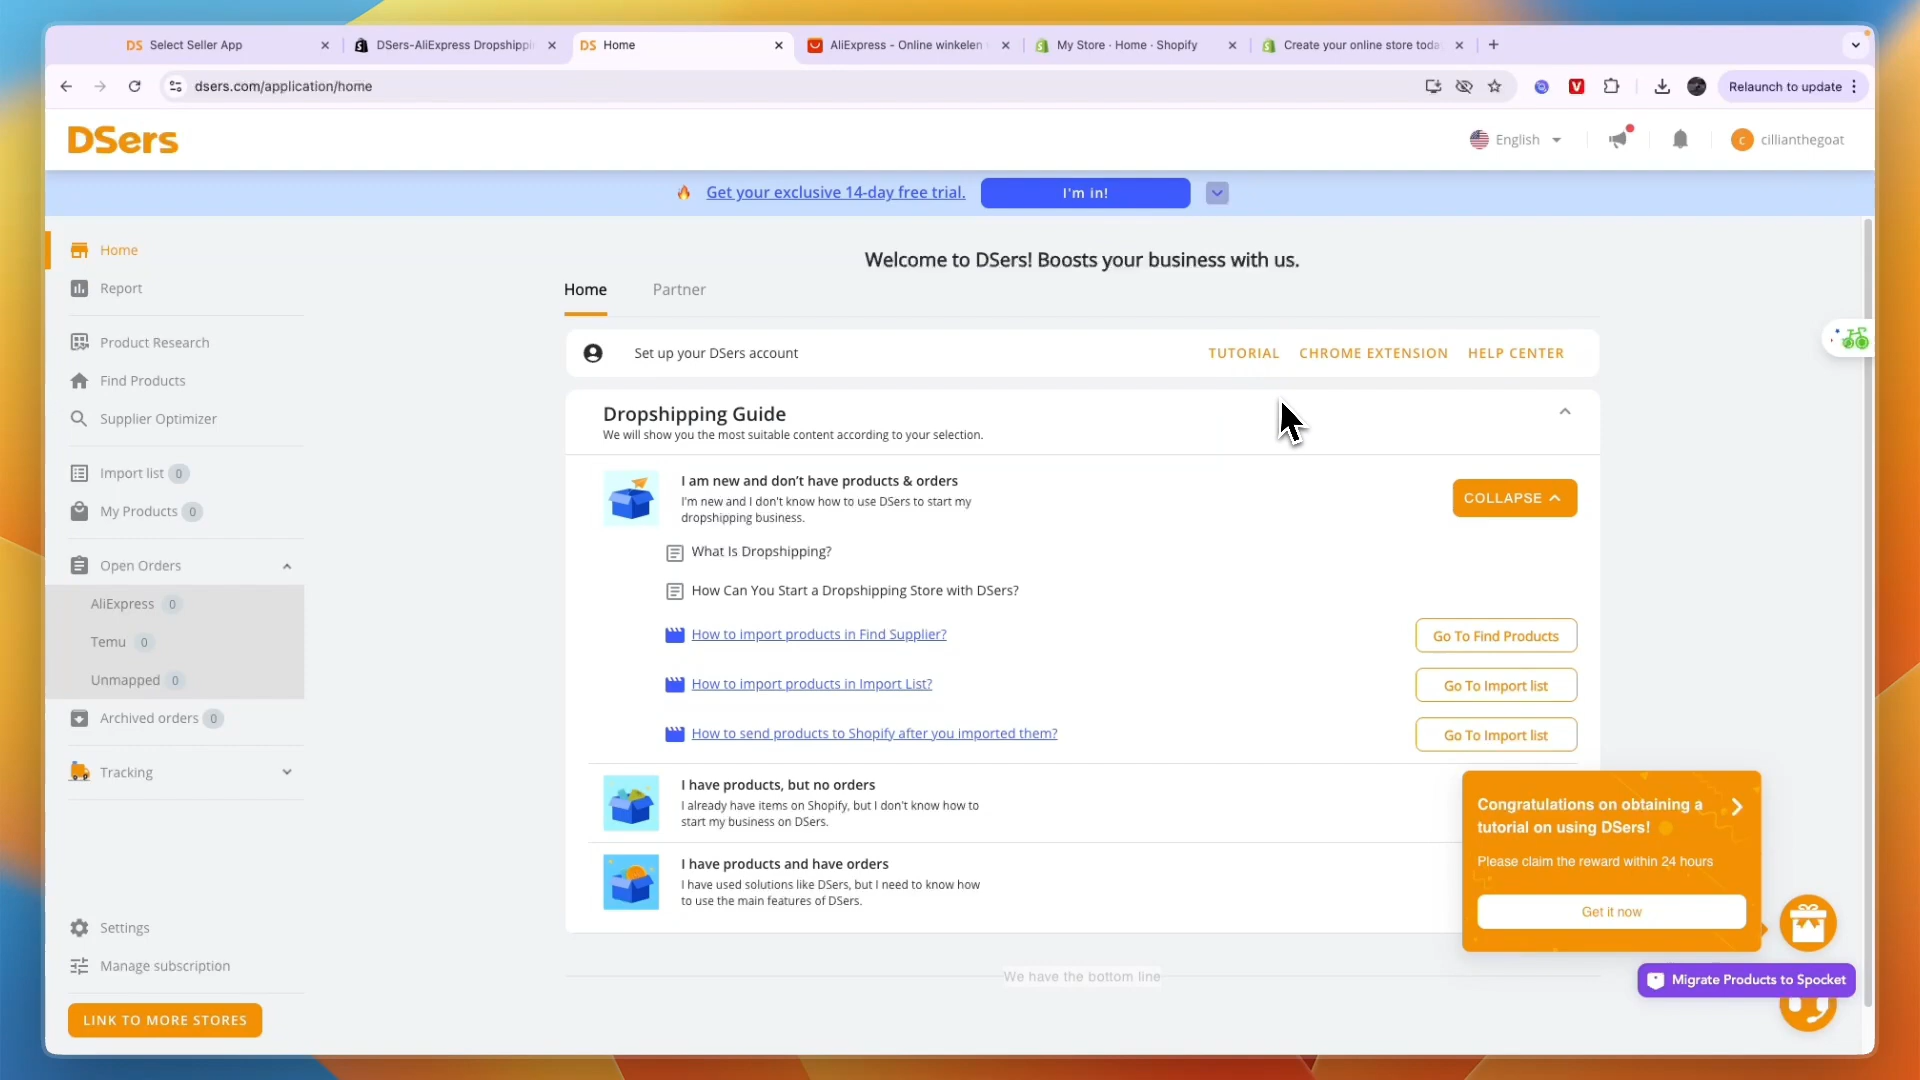 DS Select Seller App
DSers-AliExpress Dropshippi
DS Home
AliExpress - Online winkelen
My Store · Home · Shopify
Create your online store toda
dsers.com/application/home
Relaunch to update
DSers
English
c cillianthegoat
Get your exclusive 14-day free trial.
I'm in!
Home
Report
Product Research
Find Products
Supplier Optimizer
Import list 0
My Products 0
Open Orders
AliExpress 0
Temu 0
Unmapped 0
Archived orders 0
Tracking
Settings
Manage subscription
LINK TO MORE STORES
Welcome to DSers! Boosts your business with us.
Home
Partner
Set up your DSers account
TUTORIAL
CHROME EXTENSION
HELP CENTER
Dropshipping Guide
We will show you the most suitable content according to your selection.
I am new and don't have products & orders
I'm new and I don't know how to use DSers to start my
dropshipping business.
COLLAPSE
What Is Dropshipping?
How Can You Start a Dropshipping Store with DSers?
How to import products in Find Supplier?
Go To Find Products
How to import products in Import List?
Go To Import list
How to send products to Shopify after you imported them?
Go To Import list
I have products, but no orders
I already have items on Shopify, but I don't know how to
start my business on DSers.
I have products and have orders
I have used solutions like DSers, but I need to know how
to use the main features of DSers.
We have the bottom line
Congratulations on obtaining a
tutorial on using DSers!
Please claim the reward within 24 hours
Get it now
Migrate Products to Spocket